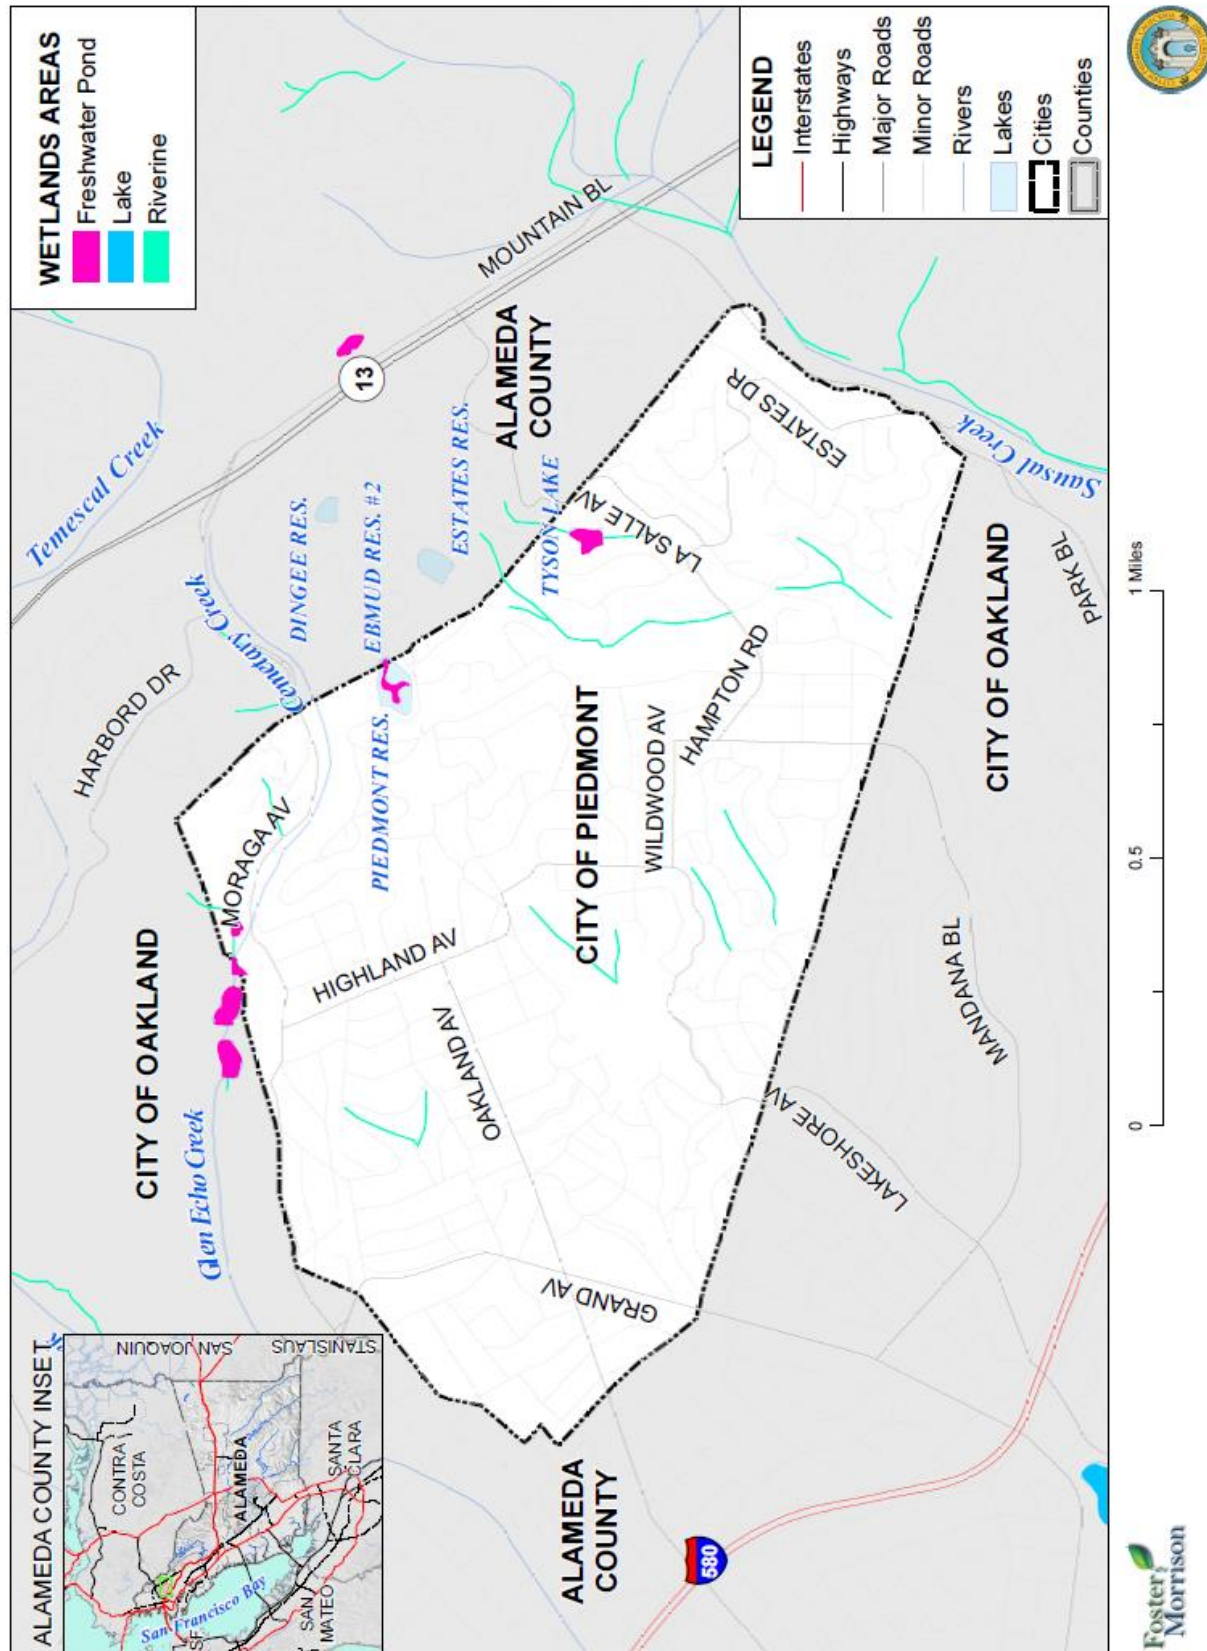 ALAMEDA COUNTY INSET
CONTRA
COSTA
SAN JOAQUIN
STANISLAUS
ALAMEDA
SANTA
CLARA
SAN
MATEO
SF
San Francisco Bay
WETLANDS AREAS
Freshwater Pond
Lake
Riverine
Temescal Creek
HARBORD DR
Cemetary Creek
CITY OF OAKLAND
Glen Echo Creek
MORAGA AV
DINGEE RES.
13
MOUNTAIN BL
PIEDMONT RES.
EBMUD RES. #2
ESTATES RES.
ALAMEDA
COUNTY
HIGHLAND AV
OAKLAND AV
TYSON LAKE
LA SALLE AV
ESTATES DR
CITY OF PIEDMONT
WILDWOOD AV
HAMPTON RD
GRAND AV
ALAMEDA
COUNTY
580
LAKESHORE AV
MANDANA BL
CITY OF OAKLAND
PARK BL
Sausal Creek
LEGEND
Interstates
Highways
Major Roads
Minor Roads
Rivers
Lakes
Cities
Counties
0
0.5
1 Miles
Foster
Morrison